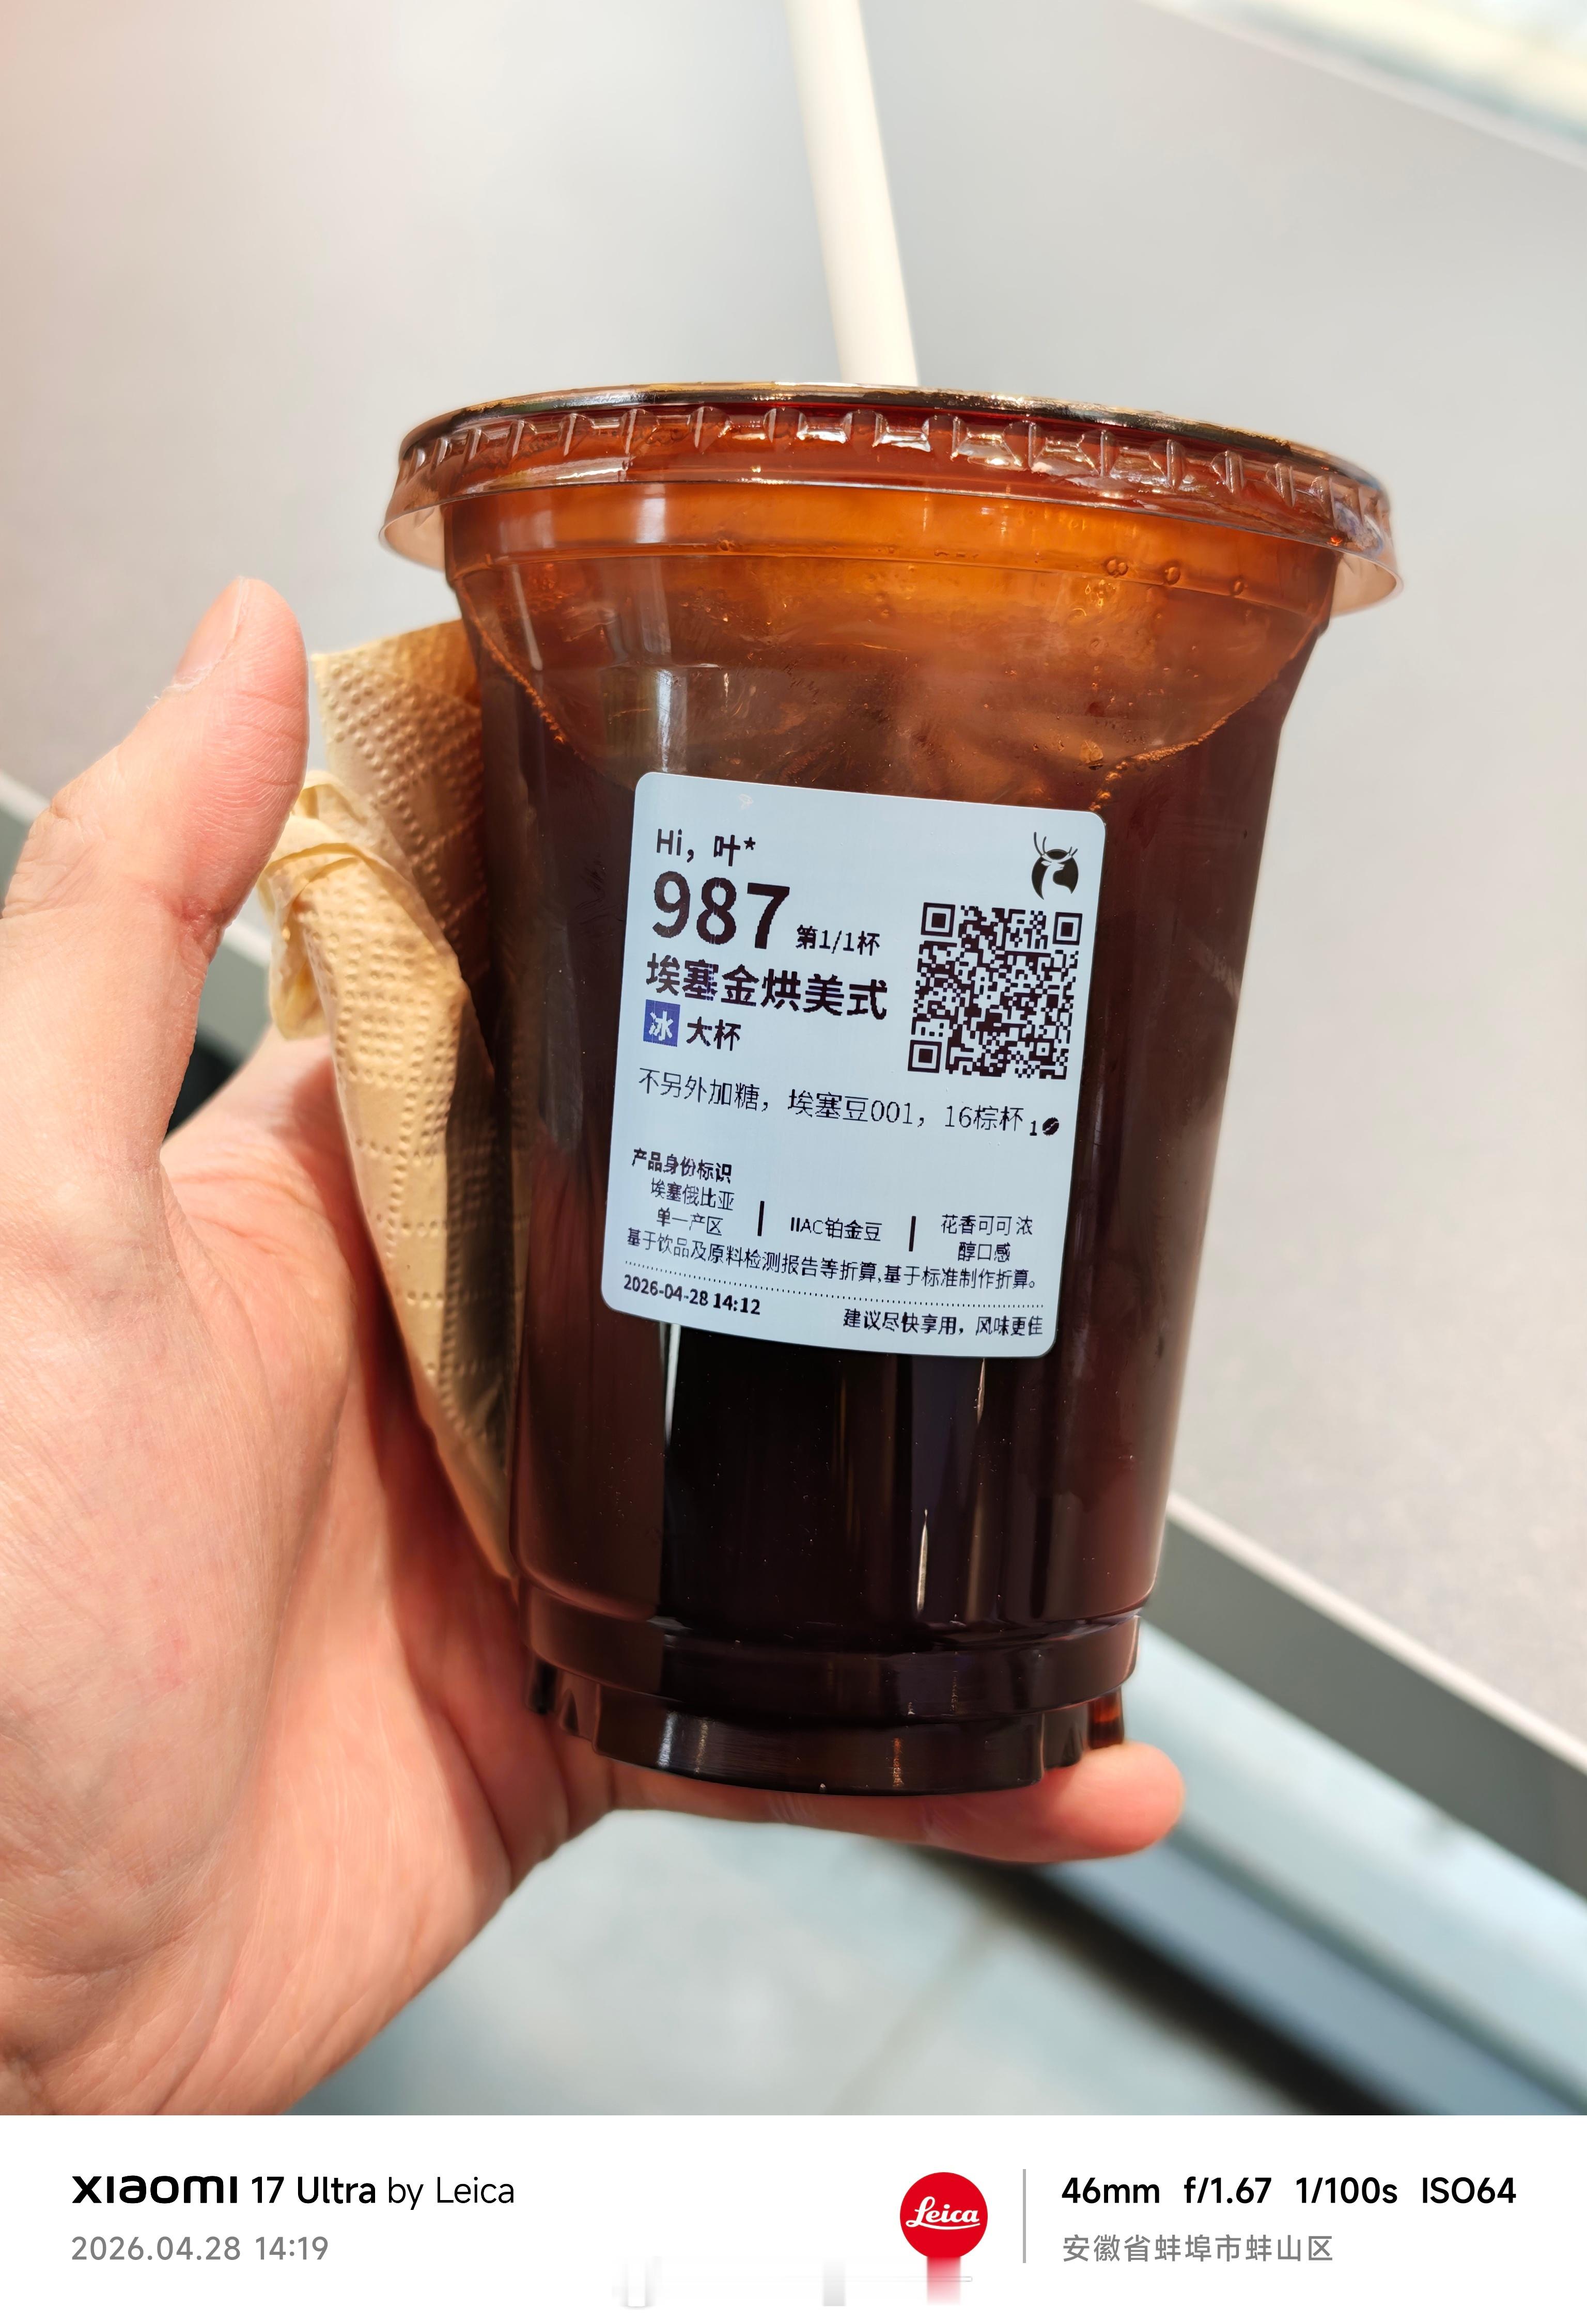 Hi，叶*
987 第1/1杯
埃塞金烘美式
冰 大杯
不另外加糖，埃塞豆001，16棕杯 1
产品身份标识
埃塞俄比亚
单一产区
IIAC铂金豆
花香可可浓
醇口感
基于饮品及原料检测报告等折算,基于标准制作折算。
2026-04-28 14:12
建议尽快享用，风味更佳
xiaomi 17 Ultra by Leica
2026.04.28 14:19
Leica
46mm f/1.67 1/100s ISO64
安徽省蚌埠市蚌山区